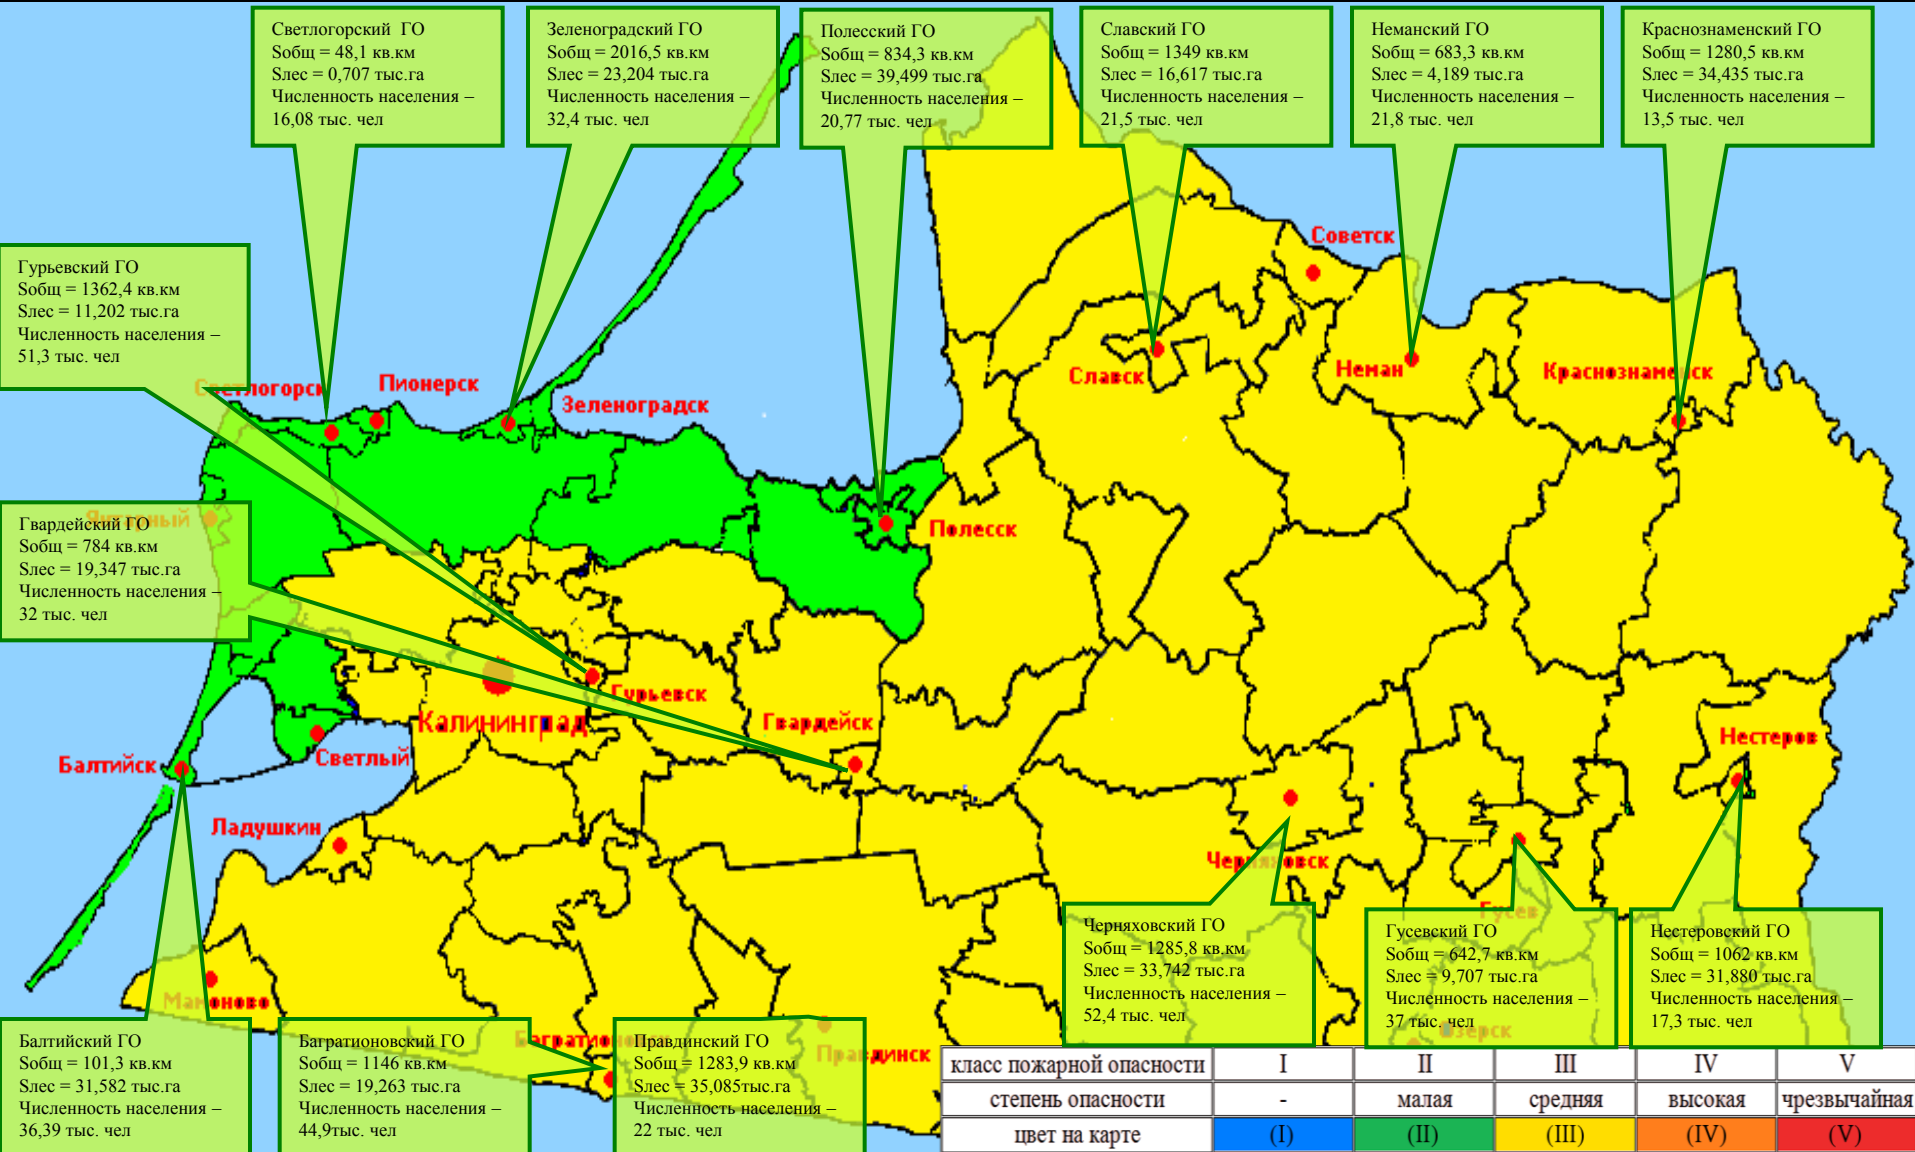 Светлогорский ГО
Sобщ = 48,1 кв.км
Sлес = 0,707 тыс.га
Численность населения –
16,08 тыс. чел
Зеленоградский ГО
Sобщ = 2016,5 кв.км
Sлес = 23,204 тыс.га
Численность населения –
32,4 тыс. чел
Полесский ГО
Sобщ = 834,3 кв.км
Sлес = 39,499 тыс.га
Численность населения –
20,77 тыс. чел
Славский ГО
Sобщ = 1349 кв.км
Sлес = 16,617 тыс.га
Численность населения –
21,5 тыс. чел
Неманский ГО
Sобщ = 683,3 кв.км
Sлес = 4,189 тыс.га
Численность населения –
21,8 тыс. чел
Краснознаменский ГО
Sобщ = 1280,5 кв.км
Sлес = 34,435 тыс.га
Численность населения –
13,5 тыс. чел
Гурьевский ГО
Sобщ = 1362,4 кв.км
Sлес = 11,202 тыс.га
Численность населения –
51,3 тыс. чел
Советск
Светлогорск
Пионерск
Зеленоградск
Славск
Неман
Краснознаменск
Гвардейский ГО
Sобщ = 784 кв.км
Sлес = 19,347 тыс.га
Численность населения –
32 тыс. чел
Янтарный
Полесск
Гурьевск
Калининград
Гвардейск
Нестеров
Балтийск
Светлый
Ладушкин
Черняховск
Гусев
Мамоново
Багратионовск
Правдинск
Озерск
Черняховский ГО
Sобщ = 1285,8 кв.км
Sлес = 33,742 тыс.га
Численность населения –
52,4 тыс. чел
Гусевский ГО
Sобщ = 642,7 кв.км
Sлес = 9,707 тыс.га
Численность населения –
37 тыс. чел
Нестеровский ГО
Sобщ = 1062 кв.км
Sлес = 31,880 тыс.га
Численность населения –
17,3 тыс. чел
Балтийский ГО
Sобщ = 101,3 кв.км
Sлес = 31,582 тыс.га
Численность населения –
36,39 тыс. чел
Багратионовский ГО
Sобщ = 1146 кв.км
Sлес = 19,263 тыс.га
Численность населения –
44,9тыс. чел
Правдинский ГО
Sобщ = 1283,9 кв.км
Sлес = 35,085тыс.га
Численность населения –
22 тыс. чел
класс пожарной опасности I II III IV V
степень опасности - малая средняя высокая чрезвычайная
цвет на карте (I) (II) (III) (IV) (V)